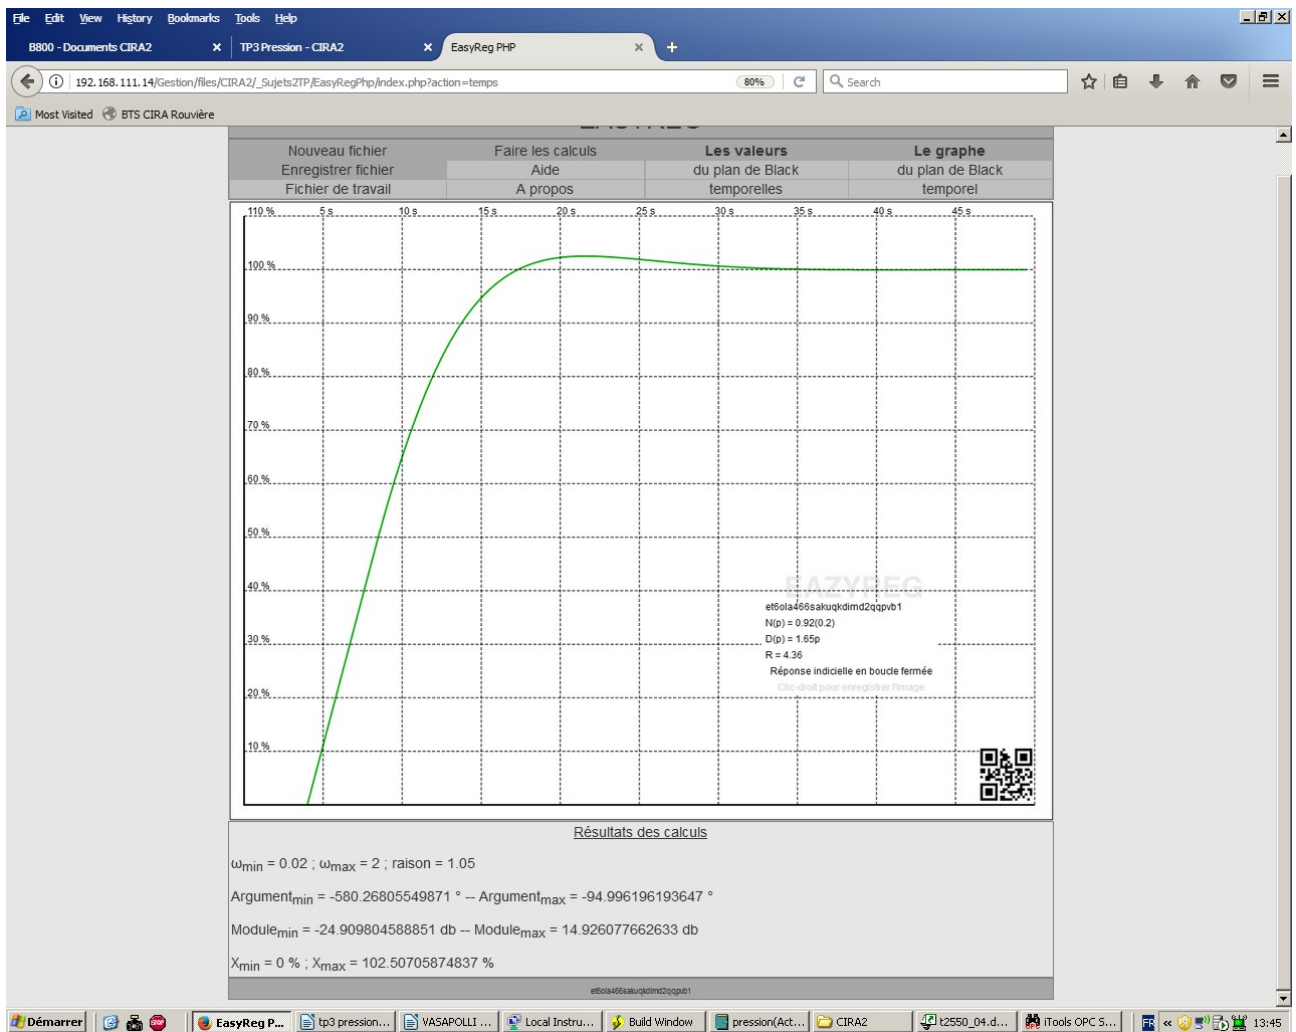 File Edit View History Bookmarks Tools Help
B800 - Documents CIRA2 × TP3 Pression - CIRA2 × EasyReg PHP × +
192.168.111.14/Gestion/files/CIRA2/_Sujets2TP/EasyRegPhp/index.php?action=temps 80% Search
Most Visited BTS CIRA Rouvière
Nouveau fichier Faire les calculs Les valeurs Le graphe
Enregistrer fichier Aide du plan de Black du plan de Black
Fichier de travail A propos temporelles temporel
110 % 5 s 10 s 15 s 20 s 25 s 30 s 35 s 40 s 45 s
100 %
90 %
80 %
70 %
60 %
50 %
40 %
30 %
20 %
10 %
EAZYREG
et6ola466sakuqkdimd2qqpvb1
N(p) = 0.92(0.2)
D(p) = 1.65p
R = 4.36
Réponse indicielle en boucle fermée
Clic-droit pour enregistrer l'image
Résultats des calculs
ωmin = 0.02 ; ωmax = 2 ; raison = 1.05
Argumentmin = -580.26805549871 ° -- Argumentmax = -94.996196193647 °
Modulemin = -24.909804588851 db -- Modulemax = 14.926077662633 db
Xmin = 0 % ; Xmax = 102.50705874837 %
et6ola466sakuqkdimd2qqpvb1
Démarrer EasyReg P... tp3 pression... VASAPOLLI ... Local Instru... Build Window pression(Act... CIRA2 t2550_04.d... iTools OPC S... FR « 13:45